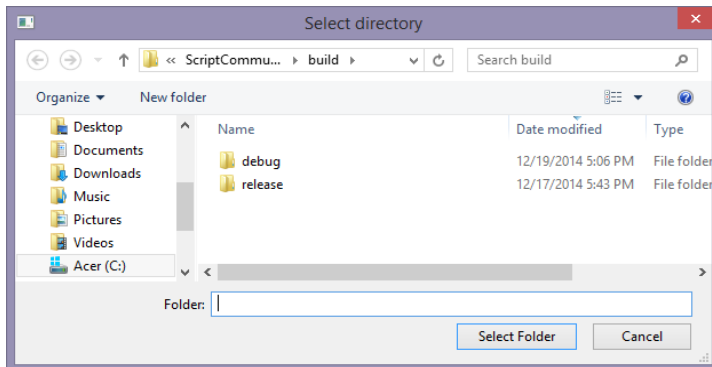 Select directory
« ScriptCommu... build
Search build
Organize
New folder
Desktop
Documents
Downloads
Music
Pictures
Videos
Acer (C:)
Name Date modified Type
debug 12/19/2014 5:06 PM File folder
release 12/17/2014 5:43 PM File folder
Folder:
Select Folder Cancel